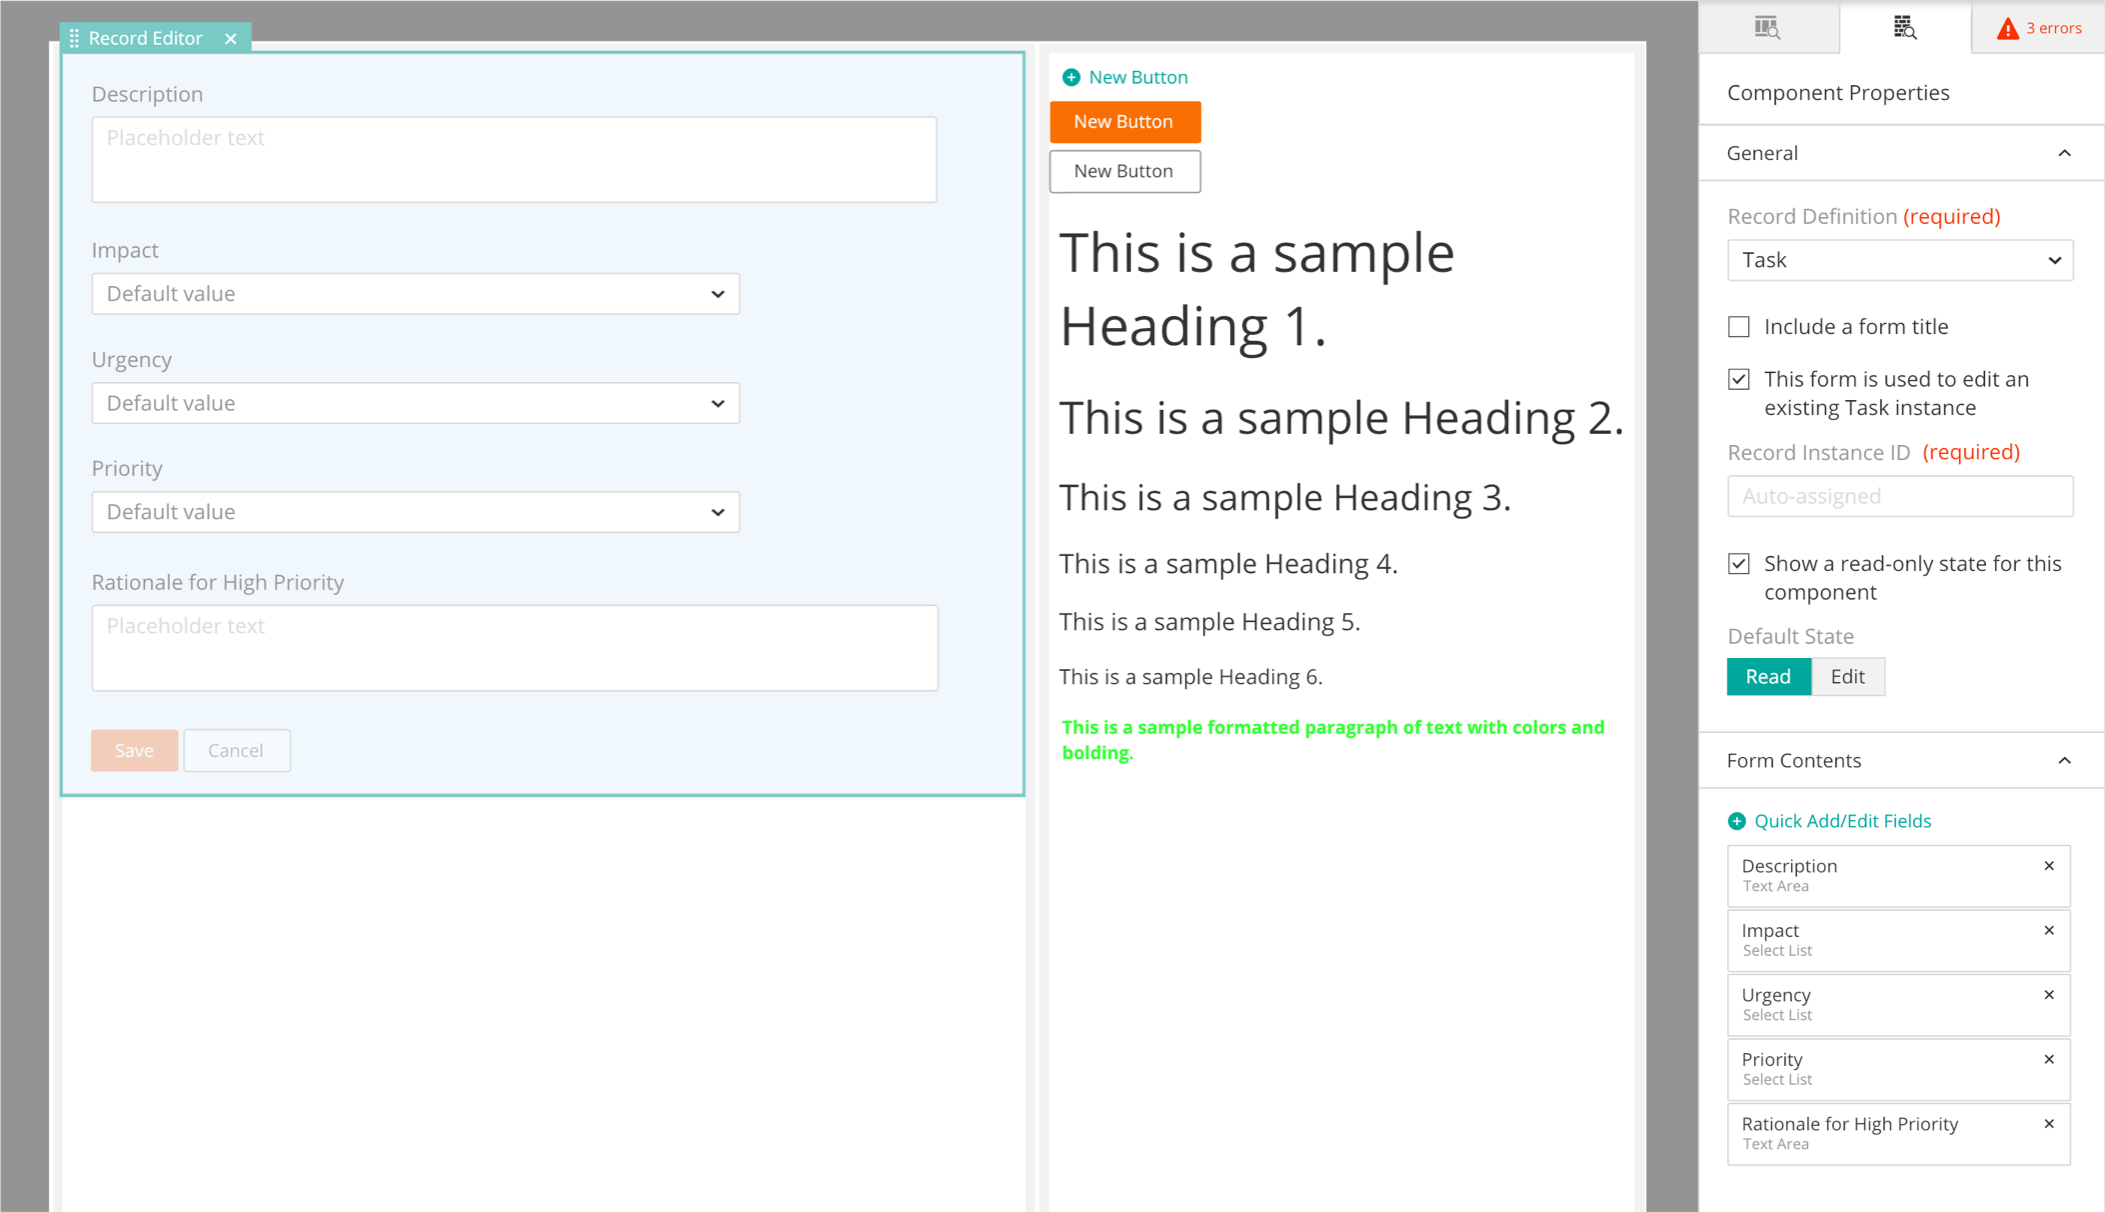 Record Editor
Description
Placeholder text
Impact
Default value
Urgency
Default value
Priority
Default value
Rationale for High Priority
Placeholder text
Save
Cancel
New Button
New Button
New Button
This is a sample
Heading 1.
This is a sample Heading 2.
This is a sample Heading 3.
This is a sample Heading 4.
This is a sample Heading 5.
This is a sample Heading 6.
This is a sample formatted paragraph of text with colors and
bolding.
3 errors
Component Properties
General
Record Definition (required)
Task
Include a form title
This form is used to edit an
existing Task instance
Record Instance ID (required)
Auto-assigned
Show a read-only state for this
component
Default State
Read
Edit
Form Contents
Quick Add/Edit Fields
Description
Text Area
Impact
Select List
Urgency
Select List
Priority
Select List
Rationale for High Priority
Text Area